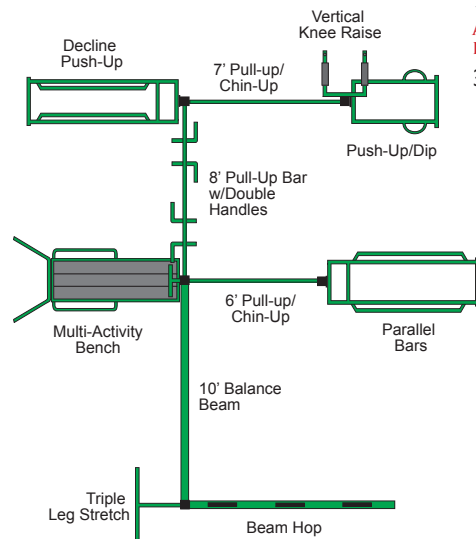 Vertical
Knee Raise
Decline
Push-Up
7’ Pull-up/
Chin-Up
Push-Up/Dip
8’ Pull-Up Bar
w/Double
Handles
6’ Pull-up/
Chin-Up
Multi-Activity
Bench
Parallel
Bars
10’ Balance
Beam
Triple
Leg Stretch
Beam Hop